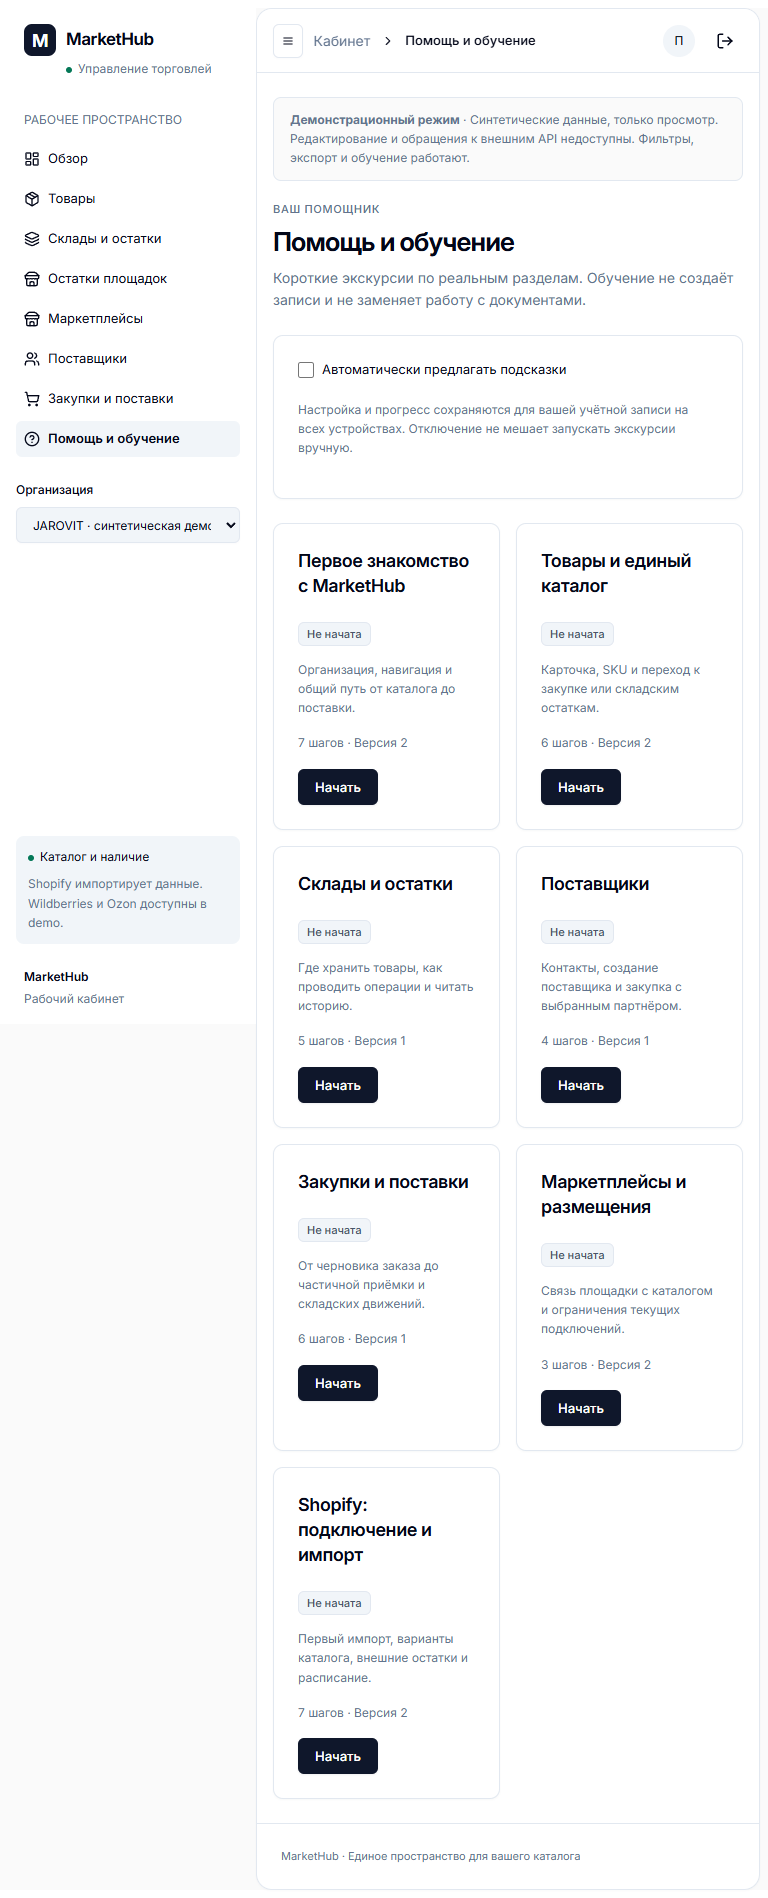 M MarketHub
Управление торговлей
РАБОЧЕЕ ПРОСТРАНСТВО
Обзор
Товары
Склады и остатки
Остатки площадок
Маркетплейсы
Поставщики
Закупки и поставки
Помощь и обучение
Организация
JAROVIT · синтетическая
Каталог и наличие
Shopify импортирует данные.
Wildberries и Ozon доступны в
demo.
MarketHub
Рабочий кабинет
Кабинет
Помощь и обучение
П
Демонстрационный режим · Синтетические данные, только просмотр.
Редактирование и обращения к внешним API недоступны. Фильтры,
экспорт и обучение работают.
ВАШ ПОМОЩНИК
Помощь и обучение
Короткие экскурсии по реальным разделам. Обучение не создаёт
записи и не заменяет работу с документами.
Автоматически предлагать подсказки
Настройка и прогресс сохраняются для вашей учётной записи на
всех устройствах. Отключение не мешает запускать экскурсии
вручную.
Первое знакомство
с MarketHub
Не начата
Организация, навигация и
общий путь от каталога до
поставки.
7 шагов · Версия 2
Начать
Товары и единый
каталог
Не начата
Карточка, SKU и переход к
закупке или складским
остаткам.
6 шагов · Версия 2
Начать
Склады и остатки
Не начата
Где хранить товары, как
проводить операции и читать
историю.
5 шагов · Версия 1
Начать
Поставщики
Не начата
Контакты, создание
поставщика и закупка с
выбранным партнёром.
4 шагов · Версия 1
Начать
Закупки и поставки
Не начата
От черновика заказа до
частичной приёмки и
складских движений.
6 шагов · Версия 1
Начать
Маркетплейсы и
размещения
Не начата
Связь площадки с каталогом
и ограничения текущих
подключений.
3 шагов · Версия 2
Начать
Shopify:
подключение и
импорт
Не начата
Первый импорт, варианты
каталога, внешние остатки и
расписание.
7 шагов · Версия 2
Начать
MarketHub · Единое пространство для вашего каталога